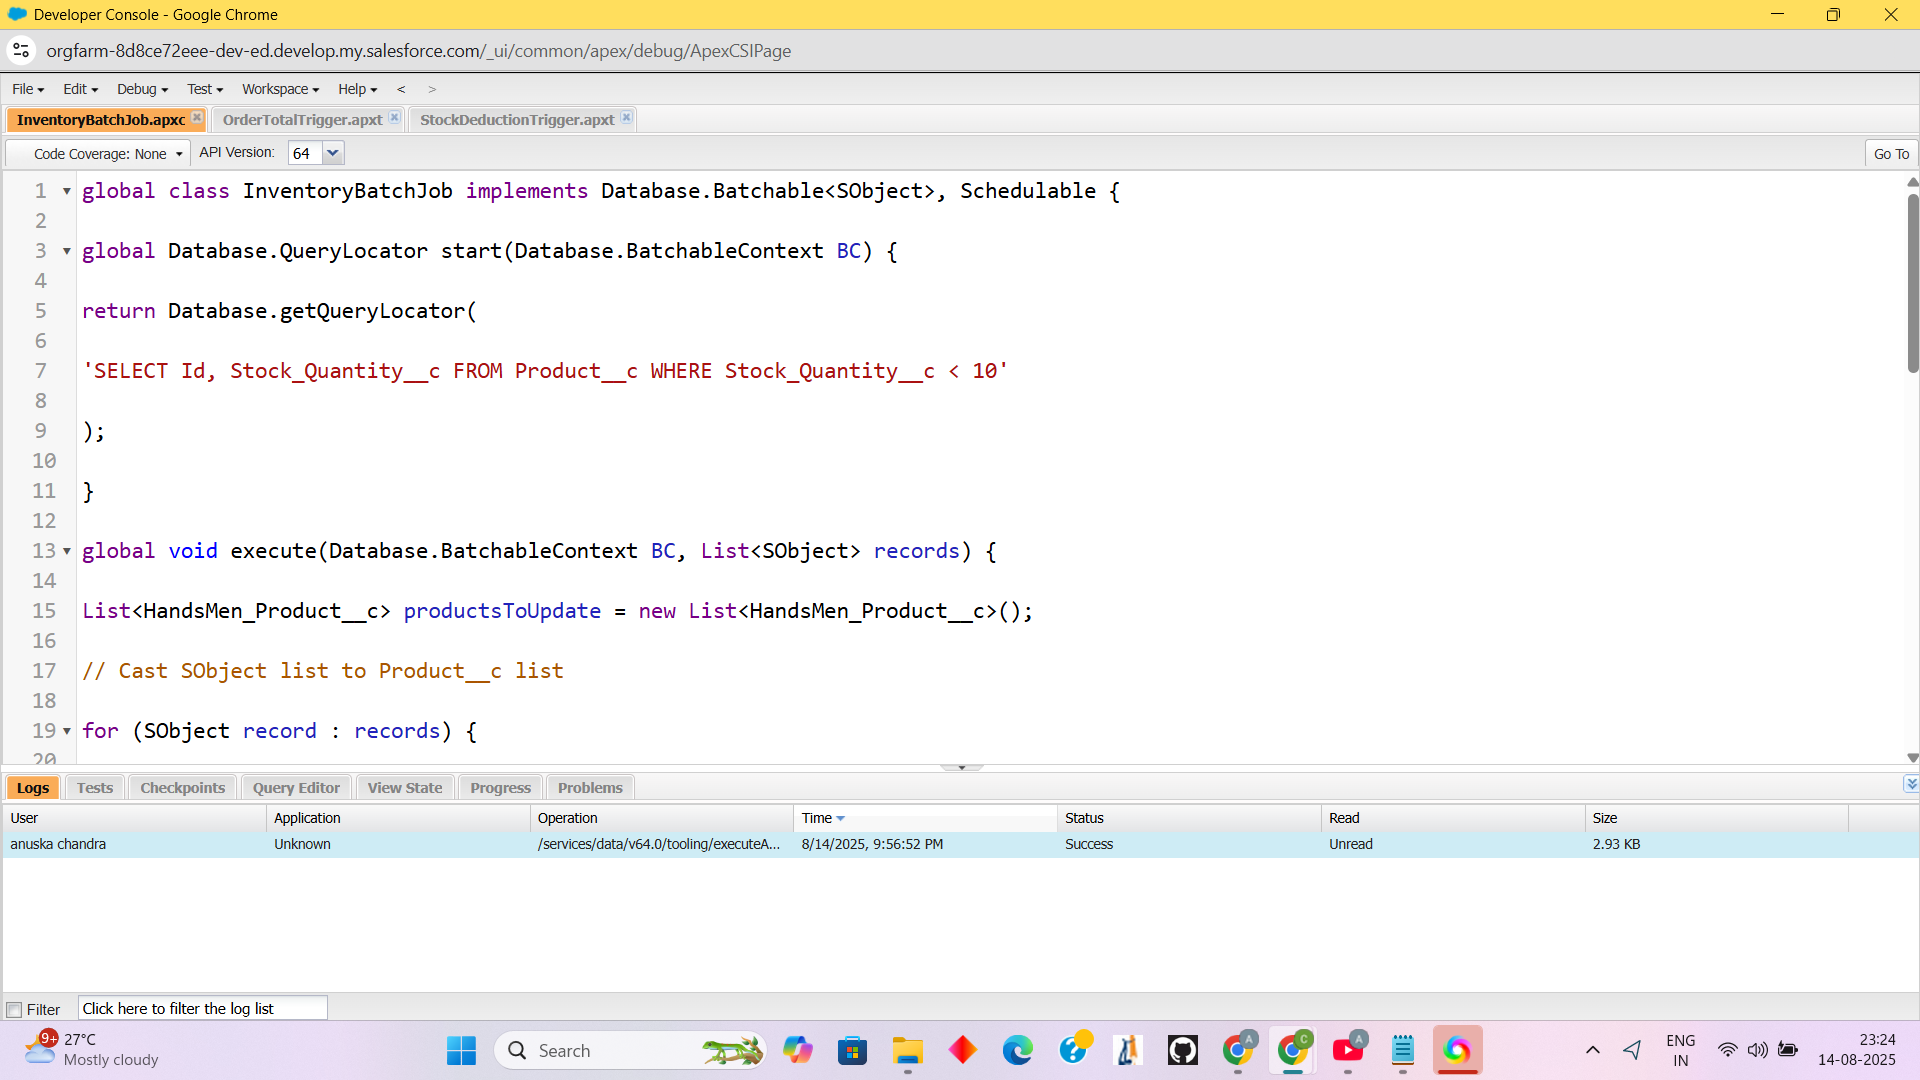 Developer Console - Google Chrome
orgfarm-8d8ce72eee-dev-ed.develop.my.salesforce.com/_ui/common/apex/debug/ApexCSIPage
File Edit Debug Test Workspace Help < >
InventoryBatchJob.apxc OrderTotalTrigger.apxt StockDeductionTrigger.apxt
Code Coverage: None API Version: 64 Go To
1 global class InventoryBatchJob implements Database.Batchable<SObject>, Schedulable {
2
3 global Database.QueryLocator start(Database.BatchableContext BC) {
4
5 return Database.getQueryLocator(
6
7 'SELECT Id, Stock_Quantity__c FROM Product__c WHERE Stock_Quantity__c < 10'
8
9 );
10
11 }
12
13 global void execute(Database.BatchableContext BC, List<SObject> records) {
14
15 List<HandsMen_Product__c> productsToUpdate = new List<HandsMen_Product__c>();
16
17 // Cast SObject list to Product__c list
18
19 for (SObject record : records) {
20
Logs Tests Checkpoints Query Editor View State Progress Problems
User Application Operation Time Status Read Size
anuska chandra Unknown /services/data/v64.0/tooling/executeA... 8/14/2025, 9:56:52 PM Success Unread 2.93 KB
Filter Click here to filter the log list
9+ 27°C
Mostly cloudy
Search
A C A
ENG
IN
23:24
14-08-2025